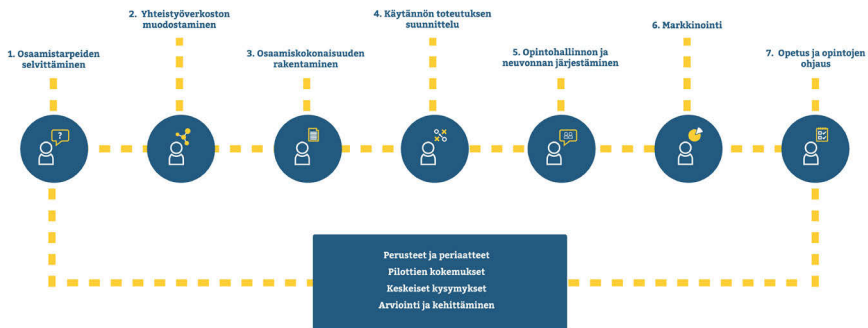 1. Osaamistarpeiden
selvittäminen
2. Yhteistyöverkoston
muodostaminen
3. Osaamiskokonaisuuden
rakentaminen
4. Käytännön toteutuksen
suunnittelu
5. Opintohallinnon ja
neuvonnan järjestäminen
6. Markkinointi
7. Opetus ja opintojen
ohjaus
?
Perusteet ja periaatteet
Pilottien kokemukset
Keskeiset kysymykset
Arviointi ja kehittäminen